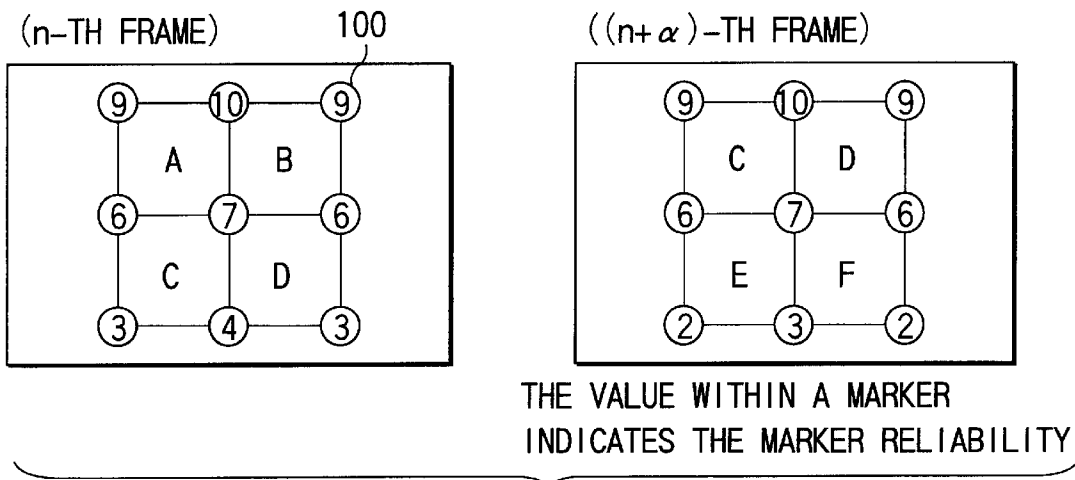 (n-TH FRAME) 100 ((n+α)-TH FRAME)
9 10 9 9 10 9
A B C D
6 7 6 6 7 6
C D E F
3 4 3 2 3 2
THE VALUE WITHIN A MARKER
INDICATES THE MARKER RELIABILITY